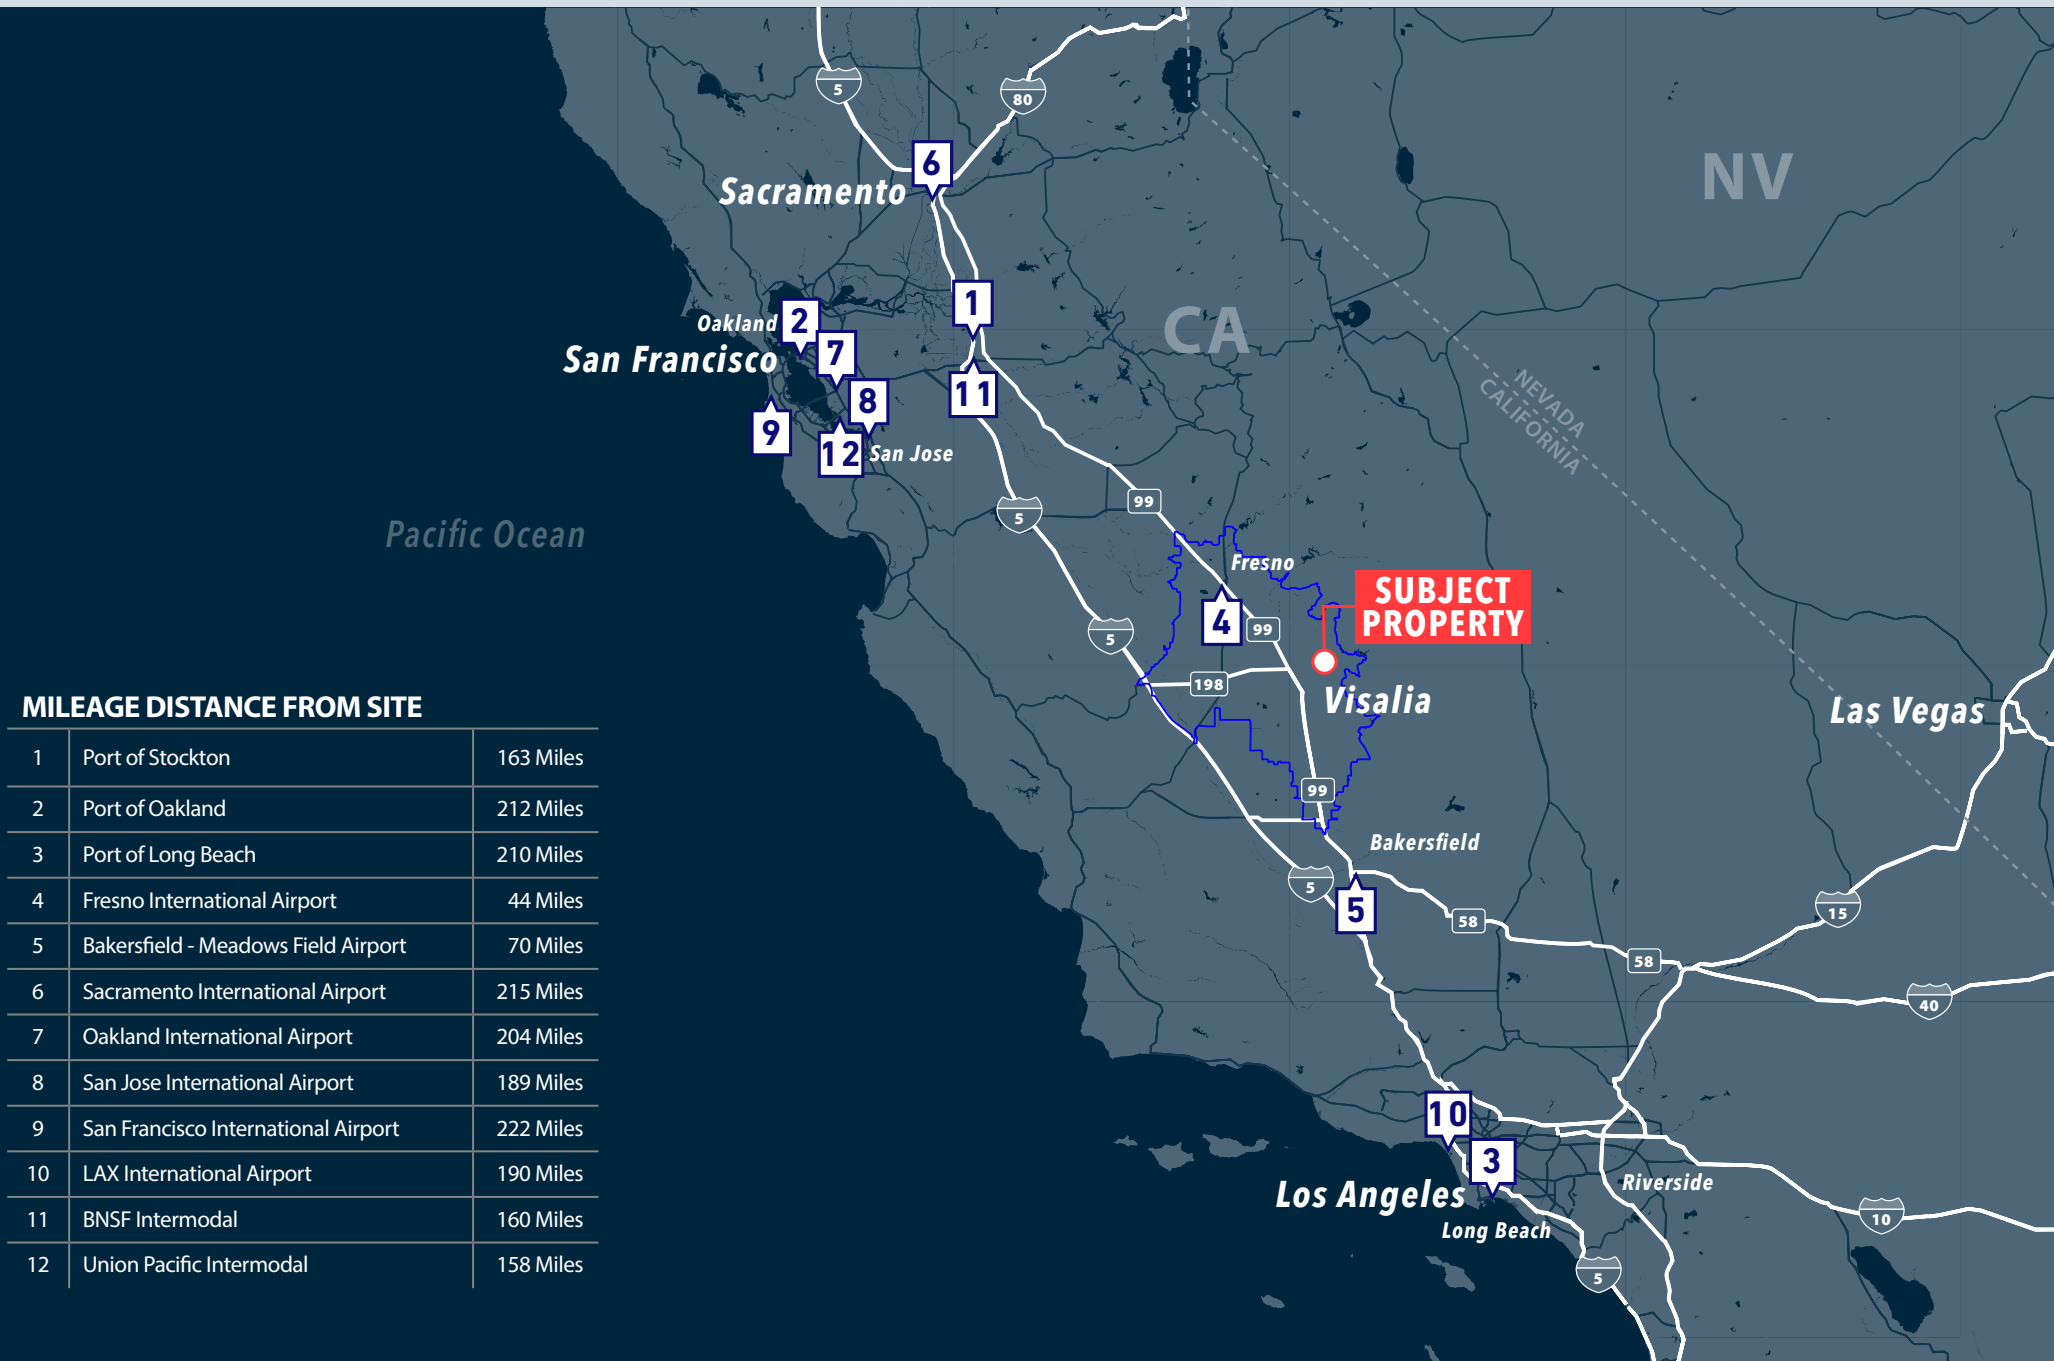 5
80
6
Sacramento
NV
1
CA
Oakland
2
San Francisco
7
11
8
9
12
San Jose
NEVADA
CALIFORNIA
99
5
Pacific Ocean
Fresno
SUBJECT
PROPERTY
4
99
5
198
Visalia
Las Vegas
99
Bakersfield
5
5
58
15
58
40
10
3
Los Angeles
Riverside
Long Beach
10
5
MILEAGE DISTANCE FROM SITE
1 Port of Stockton 163 Miles
2 Port of Oakland 212 Miles
3 Port of Long Beach 210 Miles
4 Fresno International Airport 44 Miles
5 Bakersfield - Meadows Field Airport 70 Miles
6 Sacramento International Airport 215 Miles
7 Oakland International Airport 204 Miles
8 San Jose International Airport 189 Miles
9 San Francisco International Airport 222 Miles
10 LAX International Airport 190 Miles
11 BNSF Intermodal 160 Miles
12 Union Pacific Intermodal 158 Miles